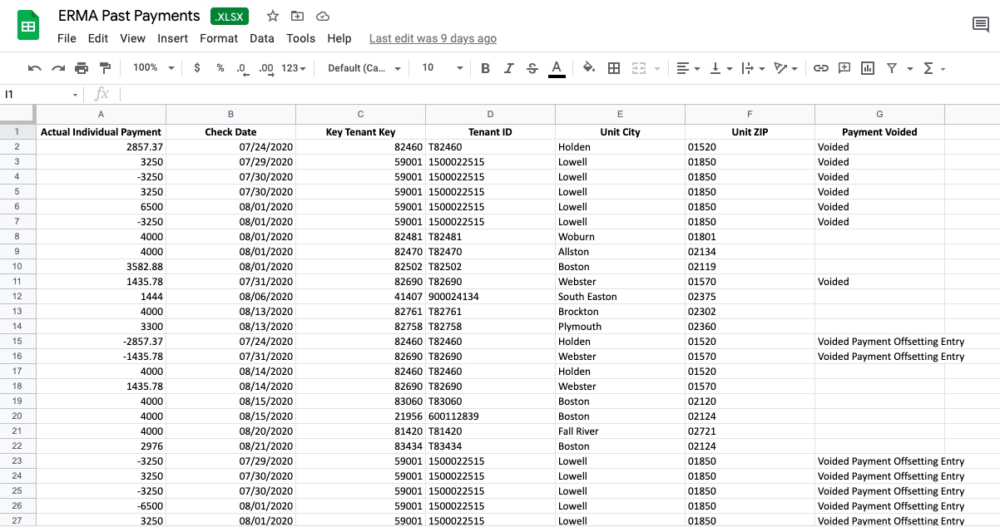 ERMA Past Payments .XLSX
File Edit View Insert Format Data Tools Help Last edit was 9 days ago
100% $ % .0 .00 123 Default (Ca... 10 B I S A
I1 fx
A B C D E F G
1 Actual Individual Payment Check Date Key Tenant Key Tenant ID Unit City Unit ZIP Payment Voided
2 2857.37 07/24/2020 82460 T82460 Holden 01520 Voided
3 3250 07/29/2020 59001 1500022515 Lowell 01850 Voided
4 -3250 07/30/2020 59001 1500022515 Lowell 01850 Voided
5 3250 07/30/2020 59001 1500022515 Lowell 01850 Voided
6 6500 08/01/2020 59001 1500022515 Lowell 01850 Voided
7 -3250 08/01/2020 59001 1500022515 Lowell 01850 Voided
8 4000 08/01/2020 82481 T82481 Woburn 01801
9 4000 08/01/2020 82470 T82470 Allston 02134
10 3582.88 08/01/2020 82502 T82502 Boston 02119
11 1435.78 07/31/2020 82690 T82690 Webster 01570 Voided
12 1444 08/06/2020 41407 900024134 South Easton 02375
13 4000 08/13/2020 82761 T82761 Brockton 02302
14 3300 08/13/2020 82758 T82758 Plymouth 02360
15 -2857.37 07/24/2020 82460 T82460 Holden 01520 Voided Payment Offsetting Entry
16 -1435.78 07/31/2020 82690 T82690 Webster 01570 Voided Payment Offsetting Entry
17 4000 08/14/2020 82460 T82460 Holden 01520
18 1435.78 08/14/2020 82690 T82690 Webster 01570
19 4000 08/15/2020 83060 T83060 Boston 02120
20 4000 08/15/2020 21956 600112839 Boston 02124
21 4000 08/20/2020 81420 T81420 Fall River 02721
22 2976 08/21/2020 83434 T83434 Boston 02124
23 -3250 07/29/2020 59001 1500022515 Lowell 01850 Voided Payment Offsetting Entry
24 3250 07/30/2020 59001 1500022515 Lowell 01850 Voided Payment Offsetting Entry
25 -3250 07/30/2020 59001 1500022515 Lowell 01850 Voided Payment Offsetting Entry
26 -6500 08/01/2020 59001 1500022515 Lowell 01850 Voided Payment Offsetting Entry
27 3250 08/01/2020 59001 1500022515 Lowell 01850 Voided Payment Offsetting Entry